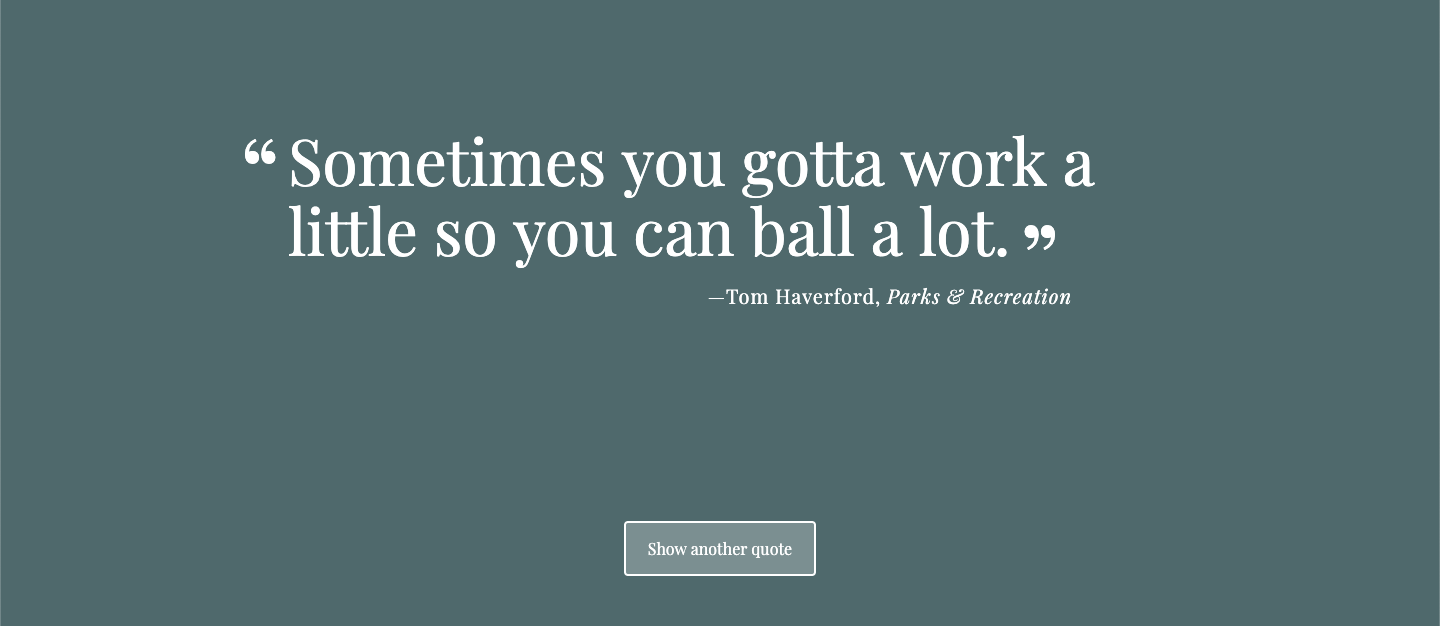 “Sometimes you gotta work a
little so you can ball a lot.”
—Tom Haverford, Parks & Recreation
Show another quote